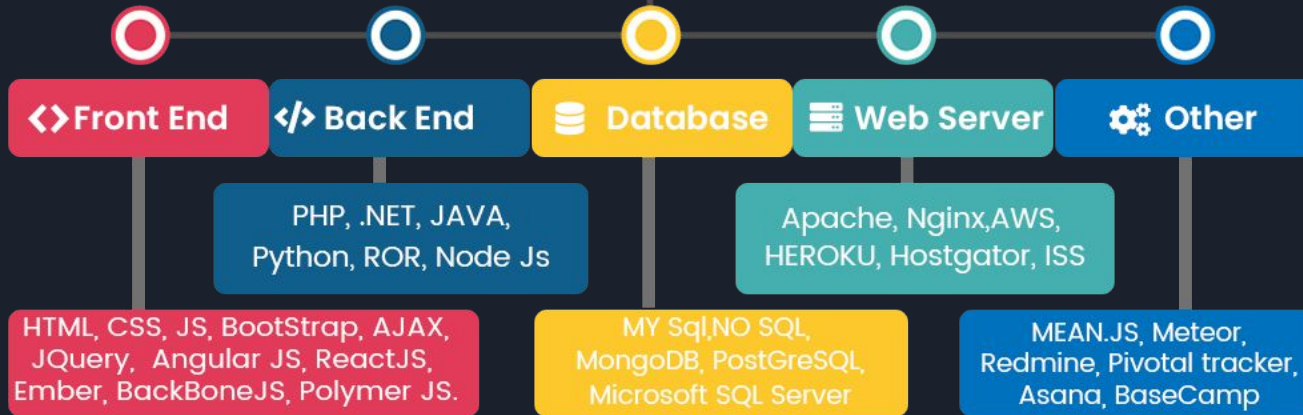 Front End
Back End
Database
Web Server
Other
PHP, .NET, JAVA,
Python, ROR, Node Js
Apache, Nginx,AWS,
HEROKU, Hostgator, ISS
HTML, CSS, JS, BootStrap, AJAX,
JQuery, Angular JS, ReactJS,
Ember, BackBoneJS, Polymer JS.
MY Sql,NO SQL,
MongoDB, PostGreSQL,
Microsoft SQL Server
MEAN.JS, Meteor,
Redmine, Pivotal tracker,
Asana, BaseCamp